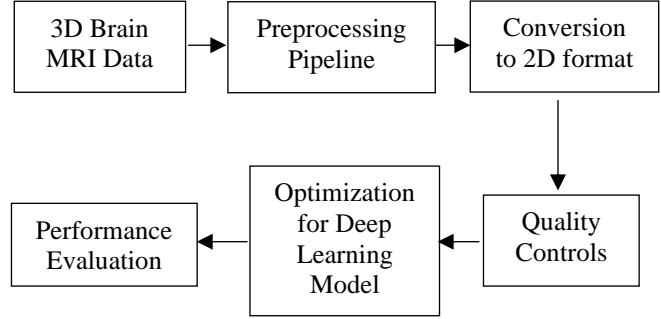 3D Brain
MRI Data
Preprocessing
Pipeline
Conversion
to 2D format
Quality
Controls
Optimization
for Deep
Learning
Model
Performance
Evaluation